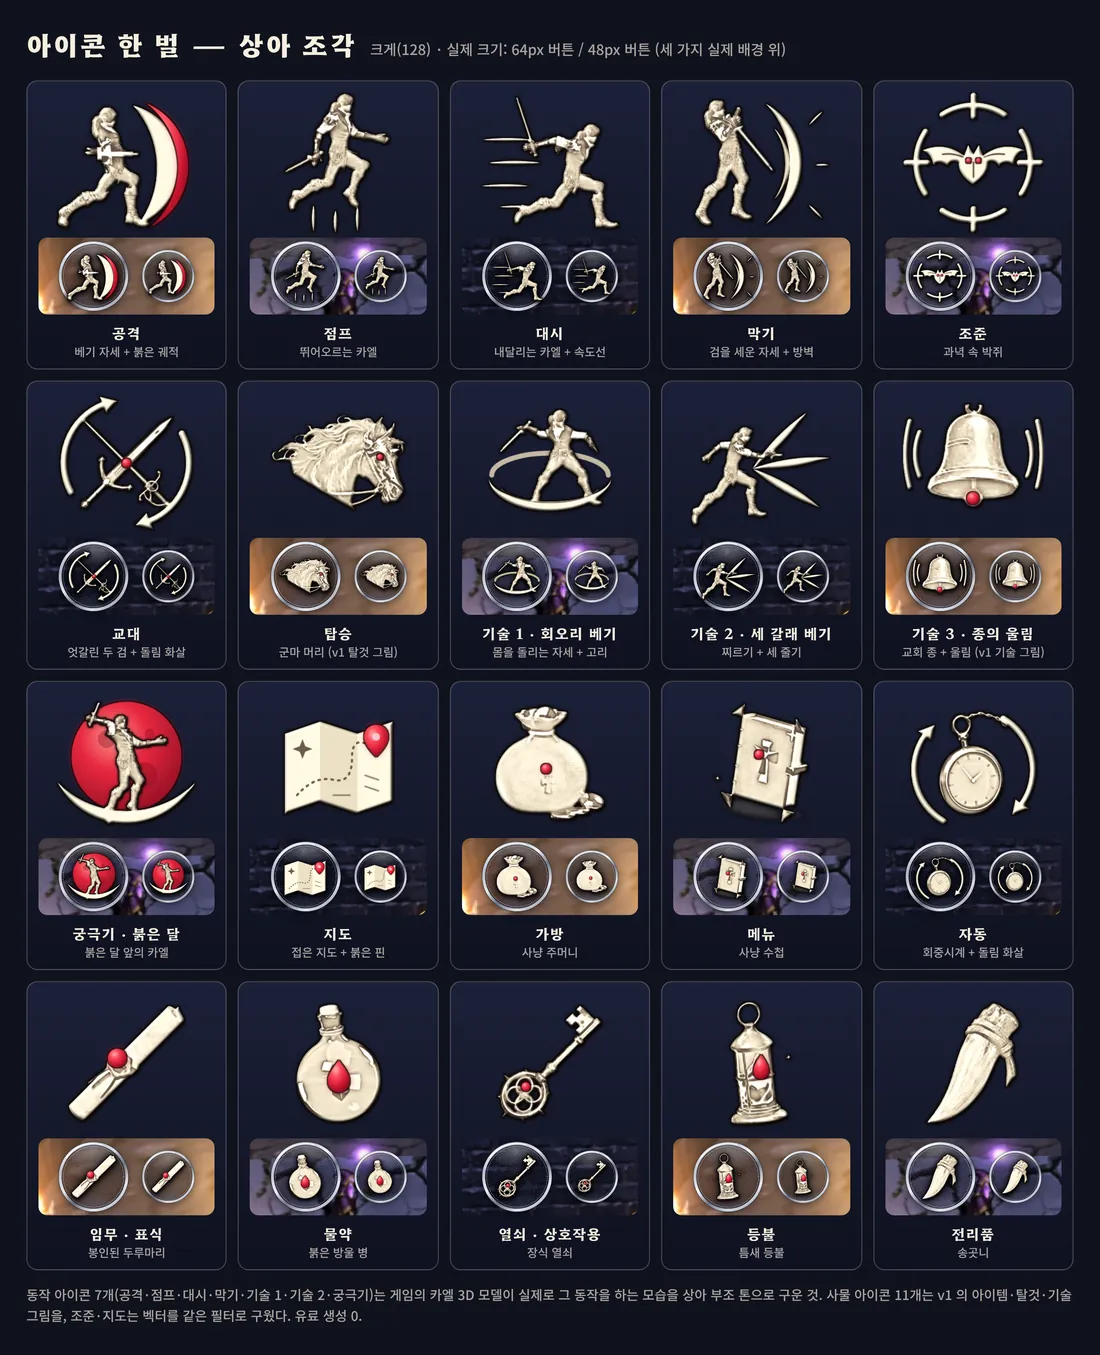 아이콘 한 벌 — 상아 조각 크게(128) · 실제 크기: 64px 버튼 / 48px 버튼 (세 가지 실제 배경 위)
공격
베기 자세 + 붉은 궤적
점프
뛰어오르는 카엘
대시
내달리는 카엘 + 속도선
막기
검을 세운 자세 + 방벽
조준
과녁 속 박쥐
교대
엇갈린 두 검 + 돌림 화살
탑승
군마 머리 (v1 탈것 그림)
기술 1 · 회오리 베기
몸을 돌리는 자세 + 고리
기술 2 · 세 갈래 베기
찌르기 + 세 줄기
기술 3 · 종의 울림
교회 종 + 울림 (v1 기술 그림)
궁극기 · 붉은 달
붉은 달 앞의 카엘
지도
접은 지도 + 붉은 핀
가방
사냥 주머니
메뉴
사냥 수첩
자동
회중시계 + 돌림 화살
임무 · 표식
봉인된 두루마리
물약
붉은 방울 병
열쇠 · 상호작용
장식 열쇠
등불
틈새 등불
전리품
송곳니
동작 아이콘 7개(공격·점프·대시·막기·기술 1·기술 2·궁극기)는 게임의 카엘 3D 모델이 실제로 그 동작을 하는 모습을 상아 부조 톤으로 구운 것. 사물 아이콘 11개는 v1 의 아이템·탈것·기술
그림을, 조준·지도는 벡터를 같은 필터로 구웠다. 유료 생성 0.